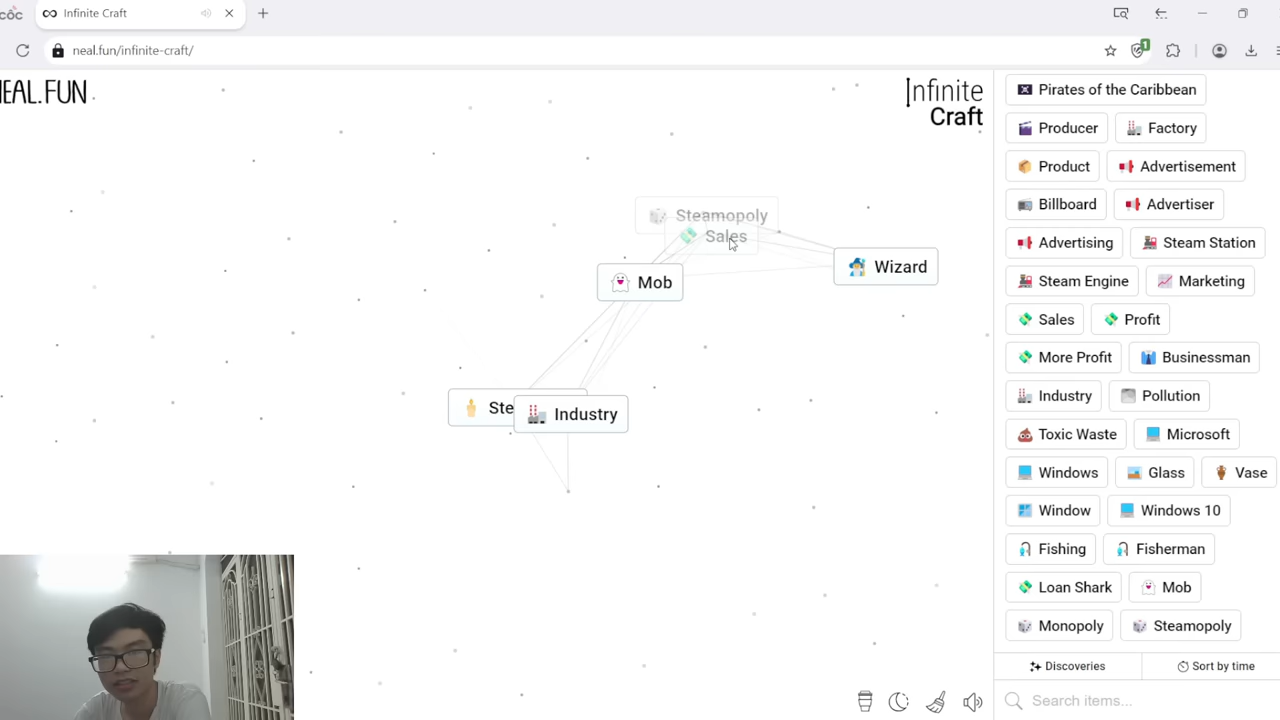 côc
Infinite Craft
neal.fun/infinite-craft/
1
NEAL.FUN
Infinite
Craft
Steamopoly
Sales
Mob
Wizard
Ste
Industry
Pirates of the Caribbean
Producer Factory
Product Advertisement
Billboard Advertiser
Advertising Steam Station
Steam Engine Marketing
Sales Profit
More Profit Businessman
Industry Pollution
Toxic Waste Microsoft
Windows Glass Vase
Window Windows 10
Fishing Fisherman
Loan Shark Mob
Monopoly Steamopoly
Discoveries Sort by time
Search items...